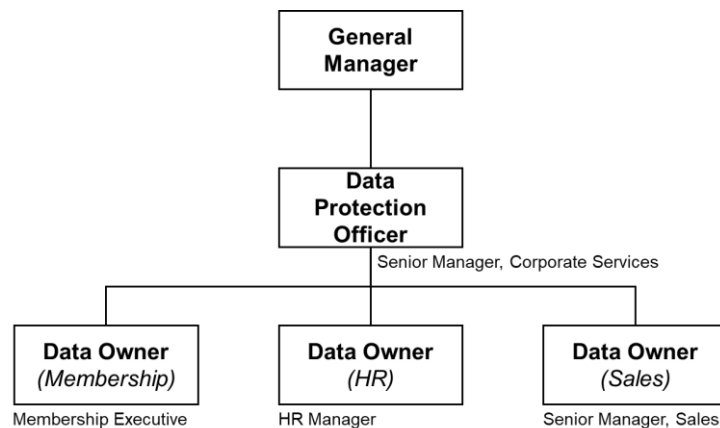 General
Manager
Data
Protection
Officer
Senior Manager, Corporate Services
Data Owner
(Membership)
Membership Executive
Data Owner
(HR)
HR Manager
Data Owner
(Sales)
Senior Manager, Sales